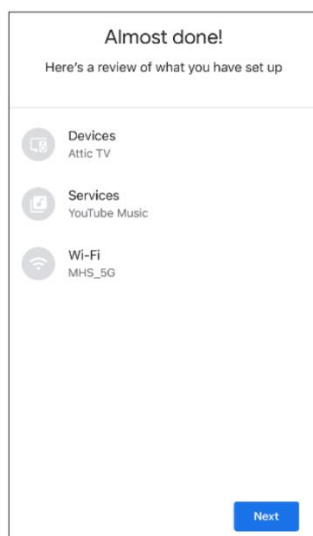 Almost done!
Here's a review of what you have set up
Devices
Attic TV
Services
YouTube Music
Wi-Fi
MHS_5G
Next